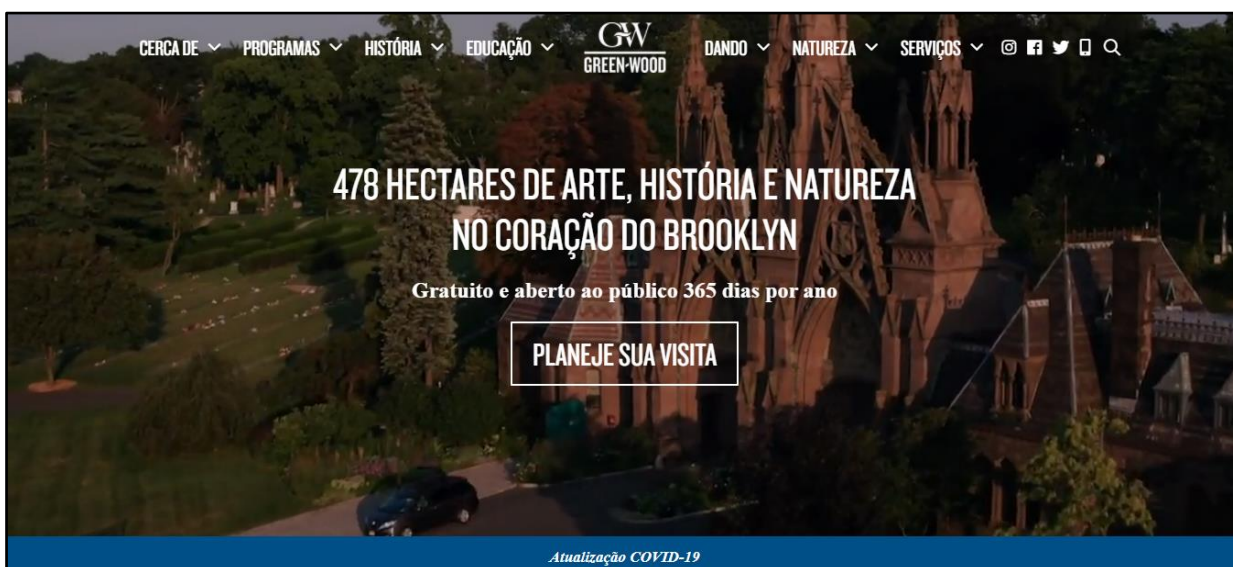 CERCA DE PROGRAMAS HISTÓRIA EDUCAÇÃO GW GREEN-WOOD DANDO NATUREZA SERVIÇOS
478 HECTARES DE ARTE, HISTÓRIA E NATUREZA
NO CORAÇÃO DO BROOKLYN
Gratuito e aberto ao público 365 dias por ano
PLANEJE SUA VISITA
Atualização COVID-19